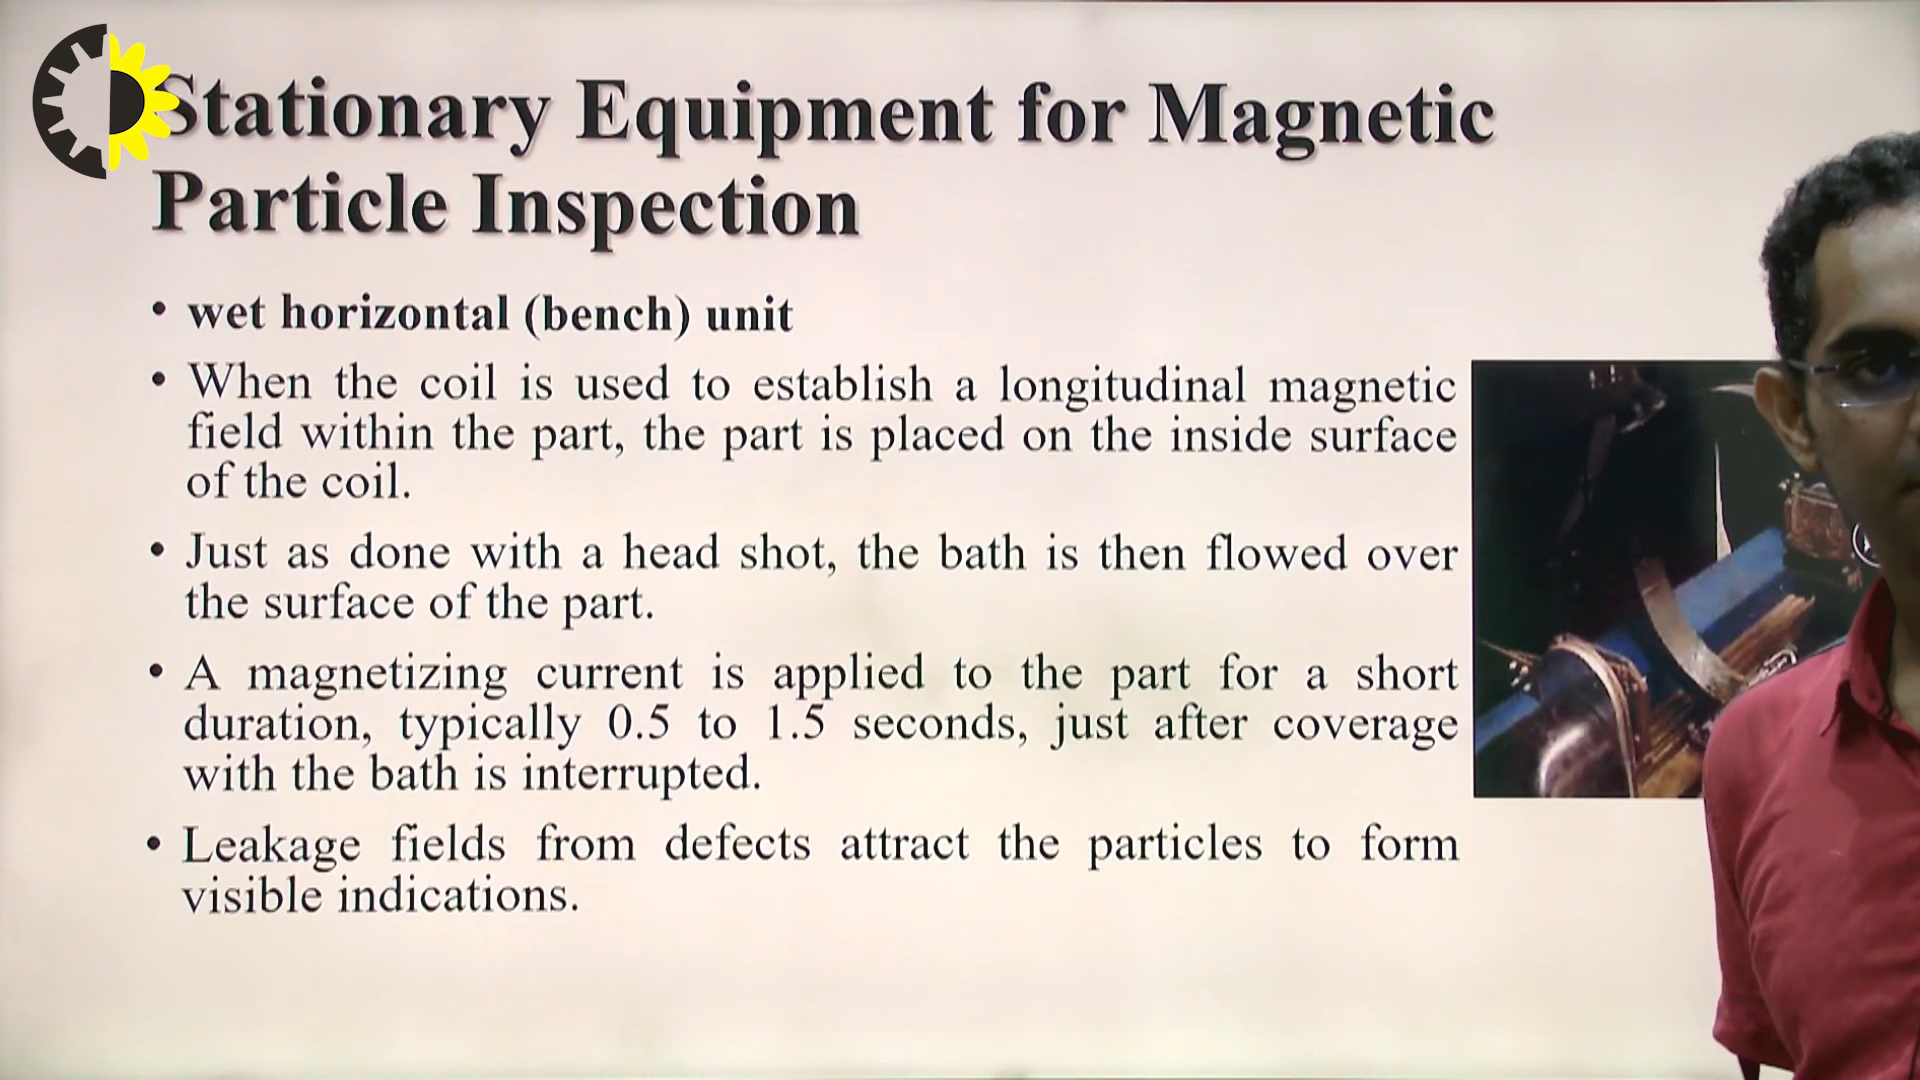 Stationary Equipment for Magnetic
Particle Inspection
• wet horizontal (bench) unit
• When the coil is used to establish a longitudinal magnetic
field within the part, the part is placed on the inside surface
of the coil.
• Just as done with a head shot, the bath is then flowed over
the surface of the part.
• A magnetizing current is applied to the part for a short
duration, typically 0.5 to 1.5 seconds, just after coverage
with the bath is interrupted.
• Leakage fields from defects attract the particles to form
visible indications.